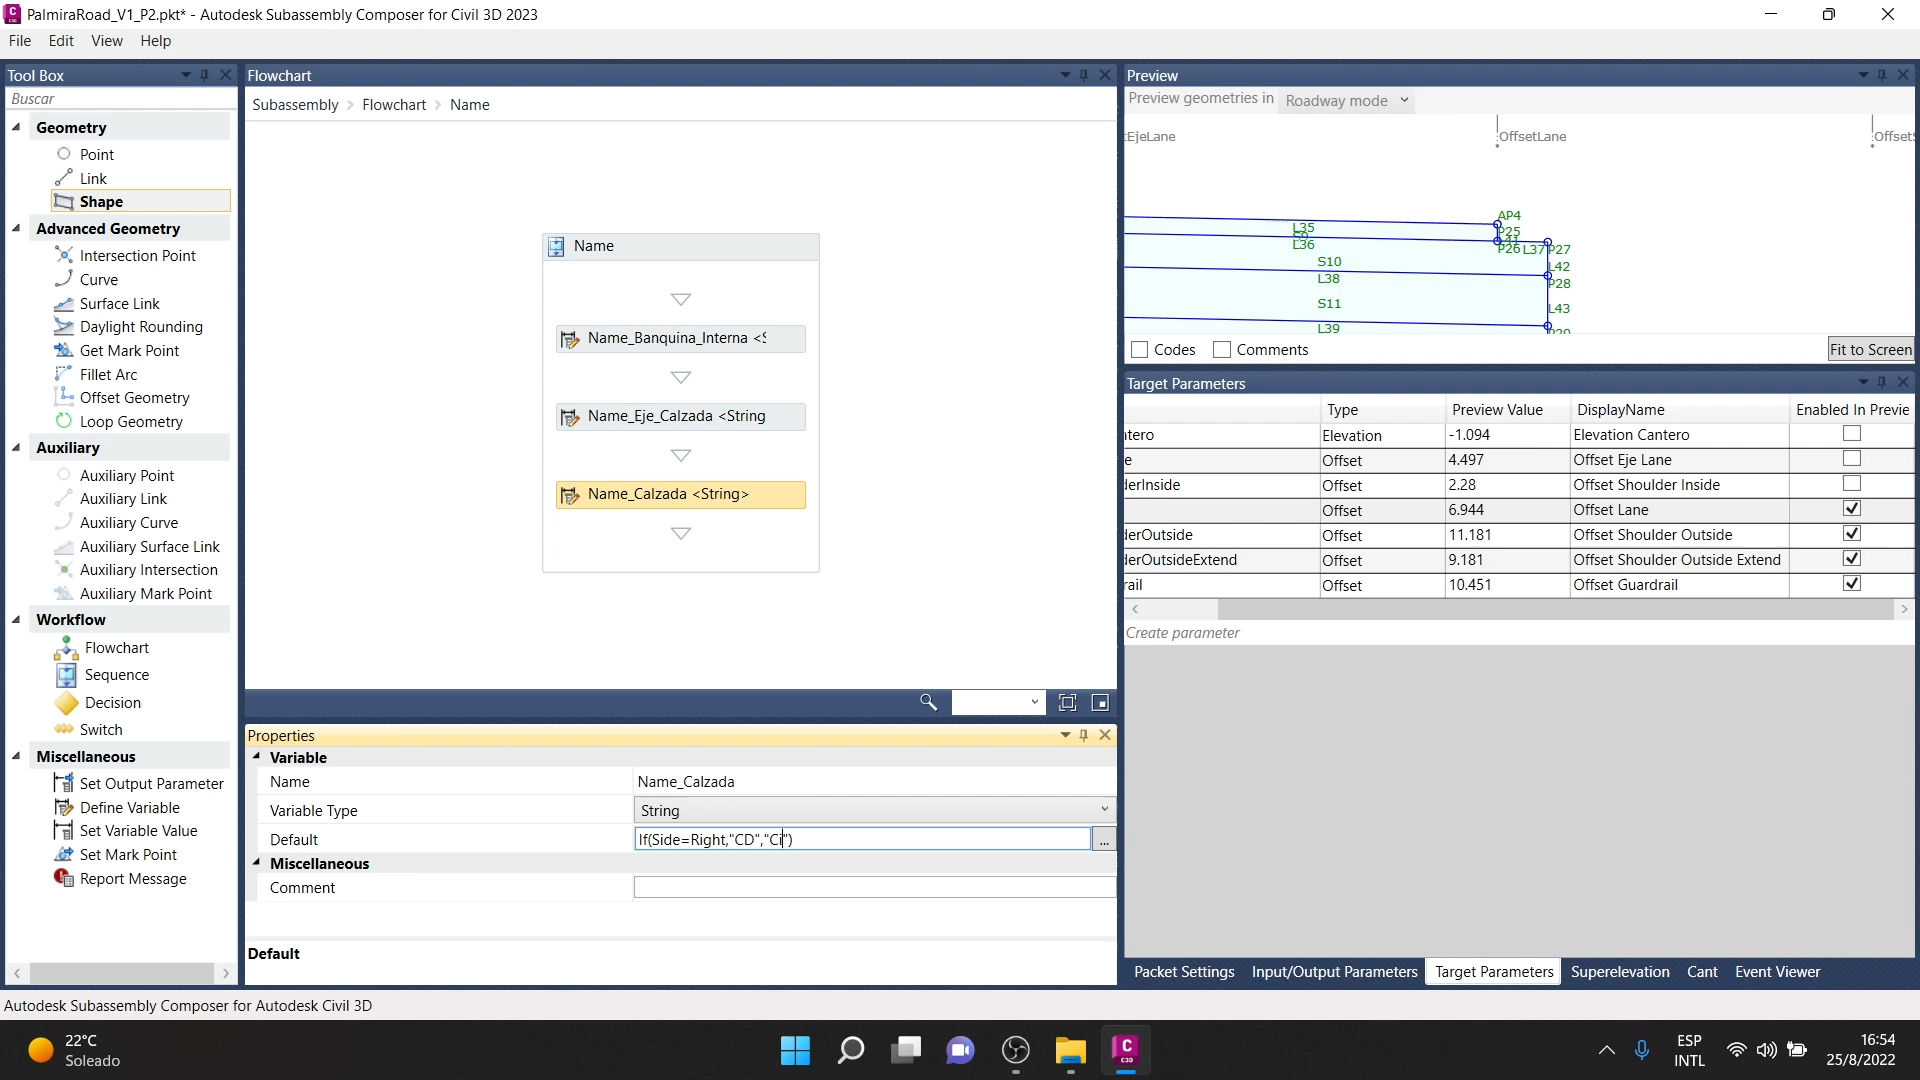 PalmiraRoad_V1_P2.pkt* - Autodesk Subassembly Composer for Civil 3D 2023
File Edit View Help
Tool Box
Buscar
Geometry
Point
Link
Shape
Advanced Geometry
Intersection Point
Curve
Surface Link
Daylight Rounding
Get Mark Point
Fillet Arc
Offset Geometry
Loop Geometry
Auxiliary
Auxiliary Point
Auxiliary Link
Auxiliary Curve
Auxiliary Surface Link
Auxiliary Intersection
Auxiliary Mark Point
Workflow
Flowchart
Sequence
Decision
Switch
Miscellaneous
Set Output Parameter
Define Variable
Set Variable Value
Set Mark Point
Report Message
Flowchart
Subassembly > Flowchart > Name
Name
Name_Banquina_Interna <S
Name_Eje_Calzada <String
Name_Calzada <String>
Properties
Variable
Name Name_Calzada
Variable Type String
Default If(Side=Right,"CD","Ci") ...
Miscellaneous
Comment
Default
Preview
Preview geometries in Roadway mode
tEjeLane OffsetLane OffsetS
AP4
L35 P25
S9
L36 P26 L37 P27
S10 L42
L38 P28
S11 L43
L39 P29
Codes Comments Fit to Screen
Target Parameters
Type Preview Value DisplayName Enabled In Previe
ntero Elevation -1.094 Elevation Cantero
e Offset 4.497 Offset Eje Lane
derInside Offset 2.28 Offset Shoulder Inside
Offset 6.944 Offset Lane
derOutside Offset 11.181 Offset Shoulder Outside
derOutsideExtend Offset 9.181 Offset Shoulder Outside Extend
rail Offset 10.451 Offset Guardrail
Create parameter
Packet Settings Input/Output Parameters Target Parameters Superelevation Cant Event Viewer
Autodesk Subassembly Composer for Autodesk Civil 3D
22°C
Soleado
C
C3D
ESP
INTL
16:54
25/8/2022